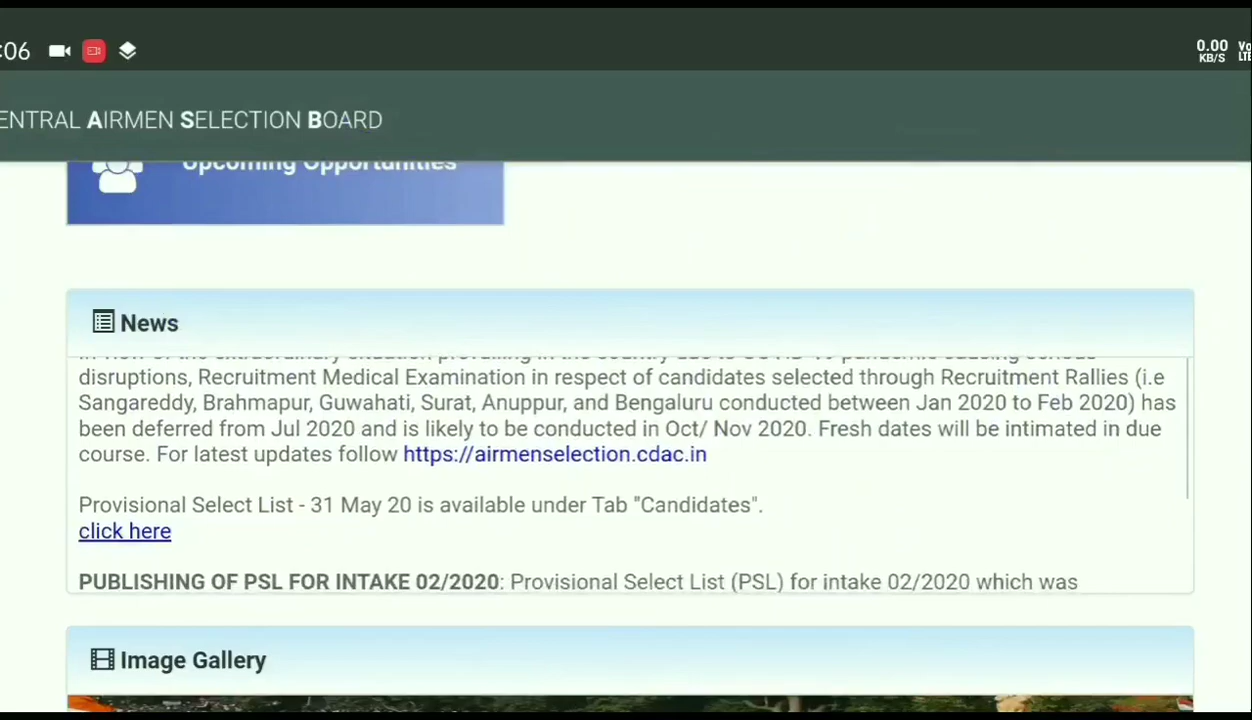 :06
0.00
KB/S
LTE
ENTRAL AIRMEN SELECTION BOARD
Upcoming Opportunities
News
disruptions, Recruitment Medical Examination in respect of candidates selected through Recruitment Rallies (i.e
Sangareddy, Brahmapur, Guwahati, Surat, Anuppur, and Bengaluru conducted between Jan 2020 to Feb 2020) has
been deferred from Jul 2020 and is likely to be conducted in Oct/ Nov 2020. Fresh dates will be intimated in due
course. For latest updates follow https://airmenselection.cdac.in
Provisional Select List - 31 May 20 is available under Tab "Candidates".
click here
PUBLISHING OF PSL FOR INTAKE 02/2020: Provisional Select List (PSL) for intake 02/2020 which was
Image Gallery